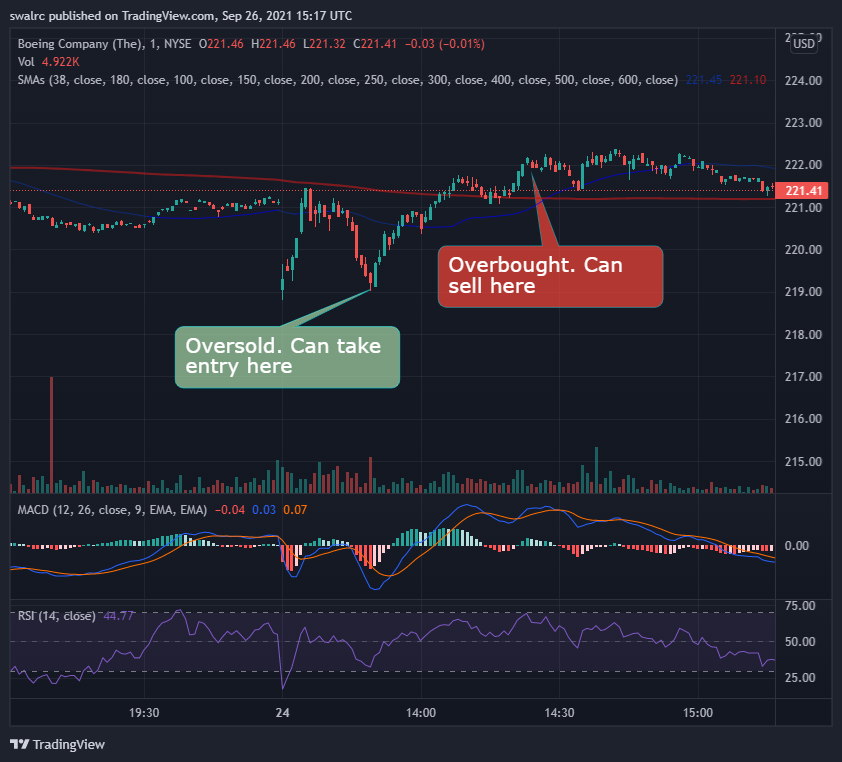 swalrc published on TradingView.com, Sep 26, 2021 15:17 UTC
Boeing Company (The), 1, NYSE O221.46 H221.46 L221.32 C221.41 −0.03 (−0.01%)
USD
Vol 4.922K
SMAs (38, close, 180, close, 100, close, 150, close, 200, close, 250, close, 300, close, 400, close, 500, close, 600, close) 221.45 221.10
224.00
223.00
222.00
221.41
221.00
220.00
Overbought. Can
sell here
219.00
218.00
Oversold. Can take
entry here
217.00
216.00
215.00
MACD (12, 26, close, 9, EMA, EMA) −0.04 0.03 0.07
0.00
75.00
RSI (14, close) 44.77
50.00
25.00
19:30 24 14:00 14:30 15:00
TradingView